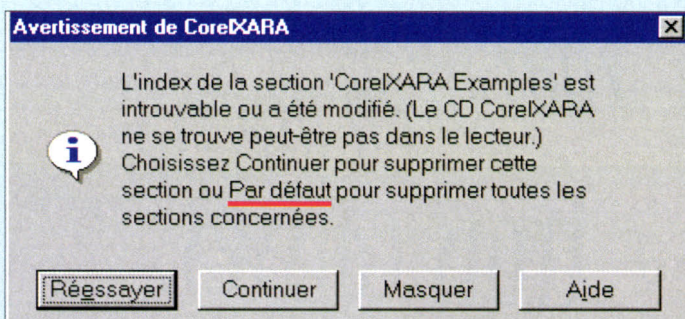 Avertissement de CorelXARA
L'index de la section 'CorelXARA Examples' est
introuvable ou a été modifié. (Le CD CorelXARA
ne se trouve peut-être pas dans le lecteur.)
Choisissez Continuer pour supprimer cette
section ou Par défaut pour supprimer toutes les
sections concernées.
Réessayer Continuer Masquer Aide